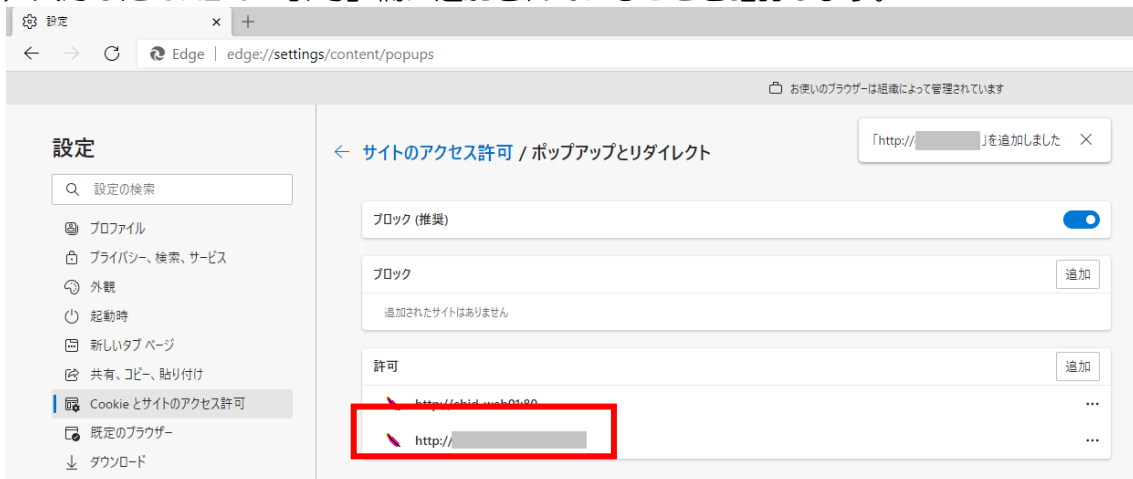 設定
Edge | edge://settings/content/popups
お使いのブラウザーは組織によって管理されています
設定
設定の検索
プロファイル
プライバシー、検索、サービス
外観
起動時
新しいタブ ページ
共有、コピー、貼り付け
Cookie とサイトのアクセス許可
既定のブラウザー
ダウンロード
サイトのアクセス許可 / ポップアップとリダイレクト
「http:// 」を追加しました
ブロック (推奨)
ブロック
追加
追加されたサイトはありません
許可
追加
http://